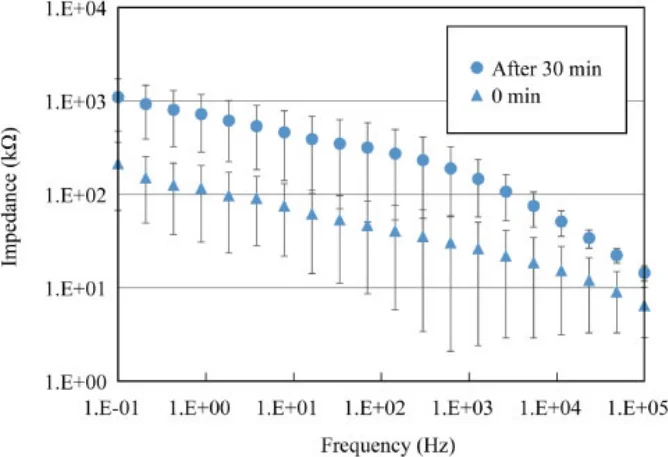 1.E+04
1.E+03
1.E+02
1.E+01
1.E+00
Impedance (kΩ)
After 30 min
0 min
1.E-01 1.E+00 1.E+01 1.E+02 1.E+03 1.E+04 1.E+05
Frequency (Hz)